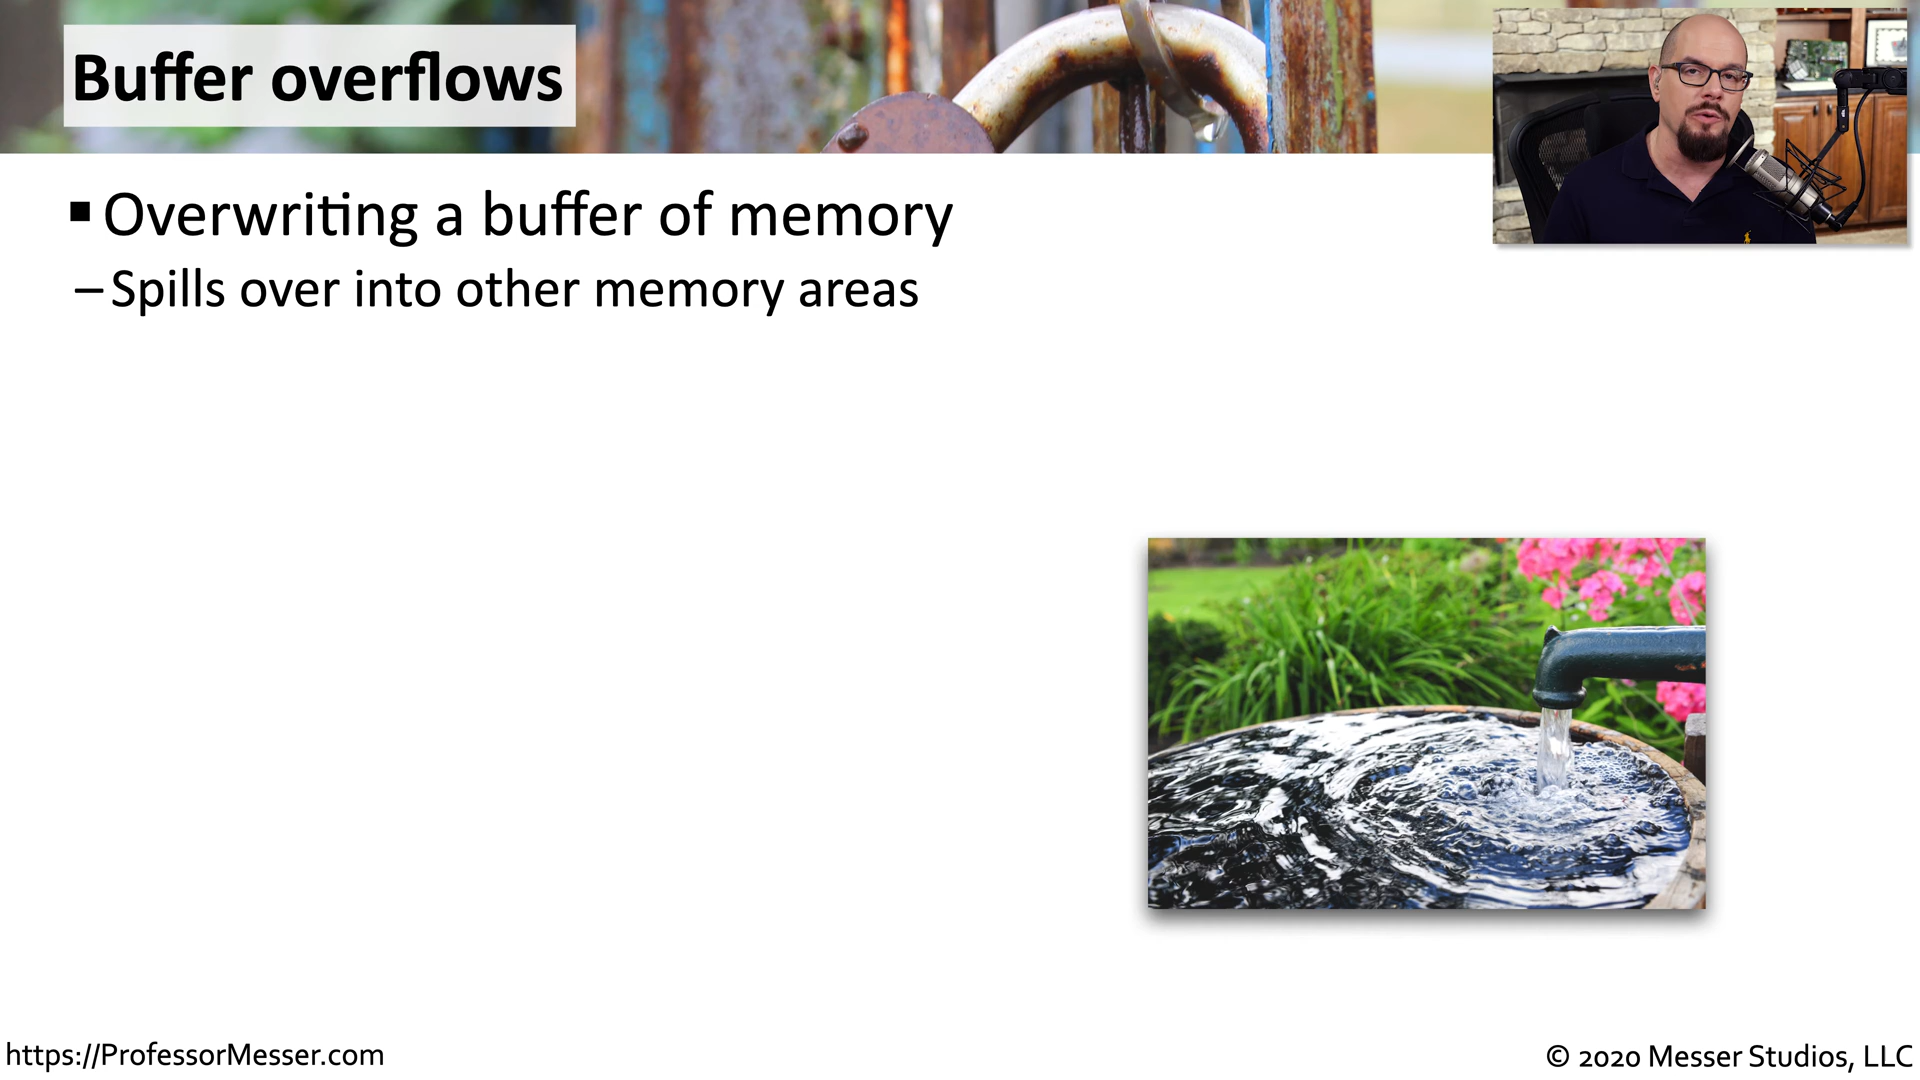 Buffer overflows
▪ Overwriting a buffer of memory
– Spills over into other memory areas
https://ProfessorMesser.com
© 2020 Messer Studios, LLC